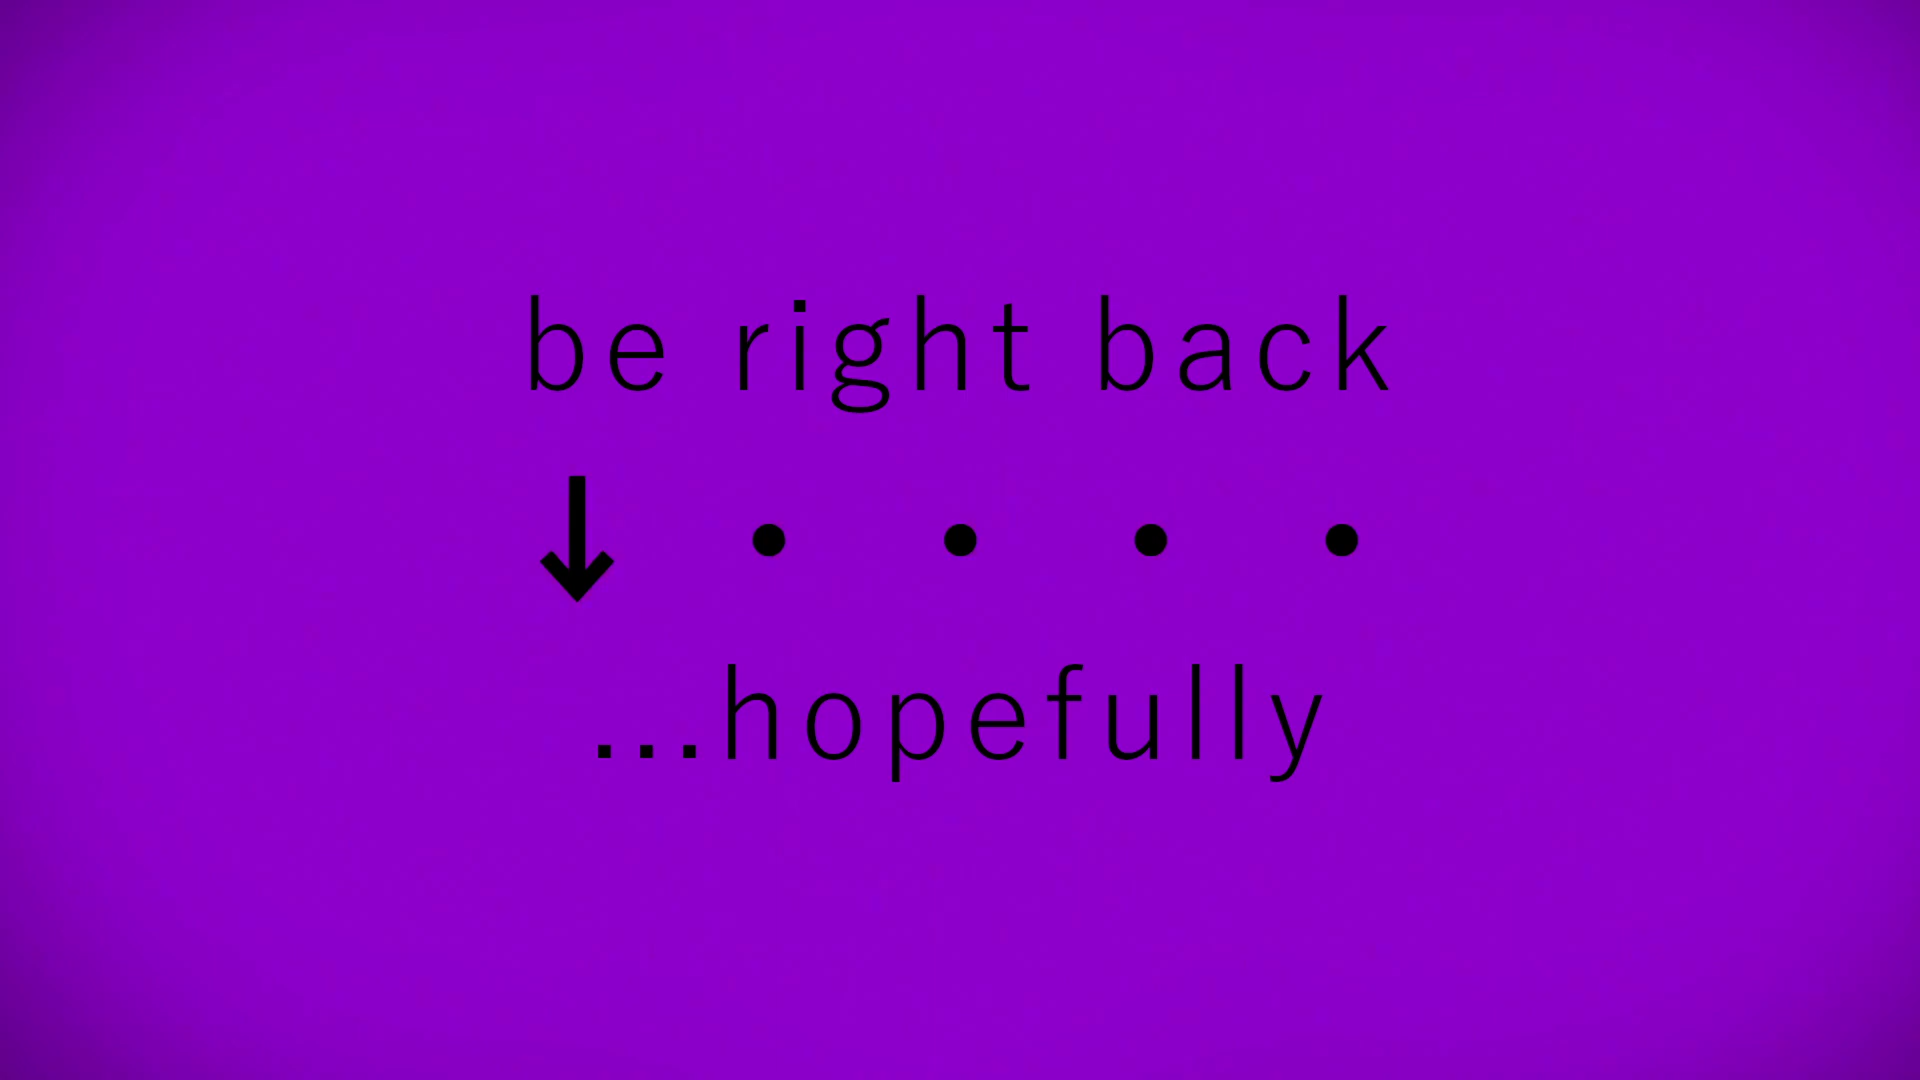 be right back
↓ • • • •
...hopefully